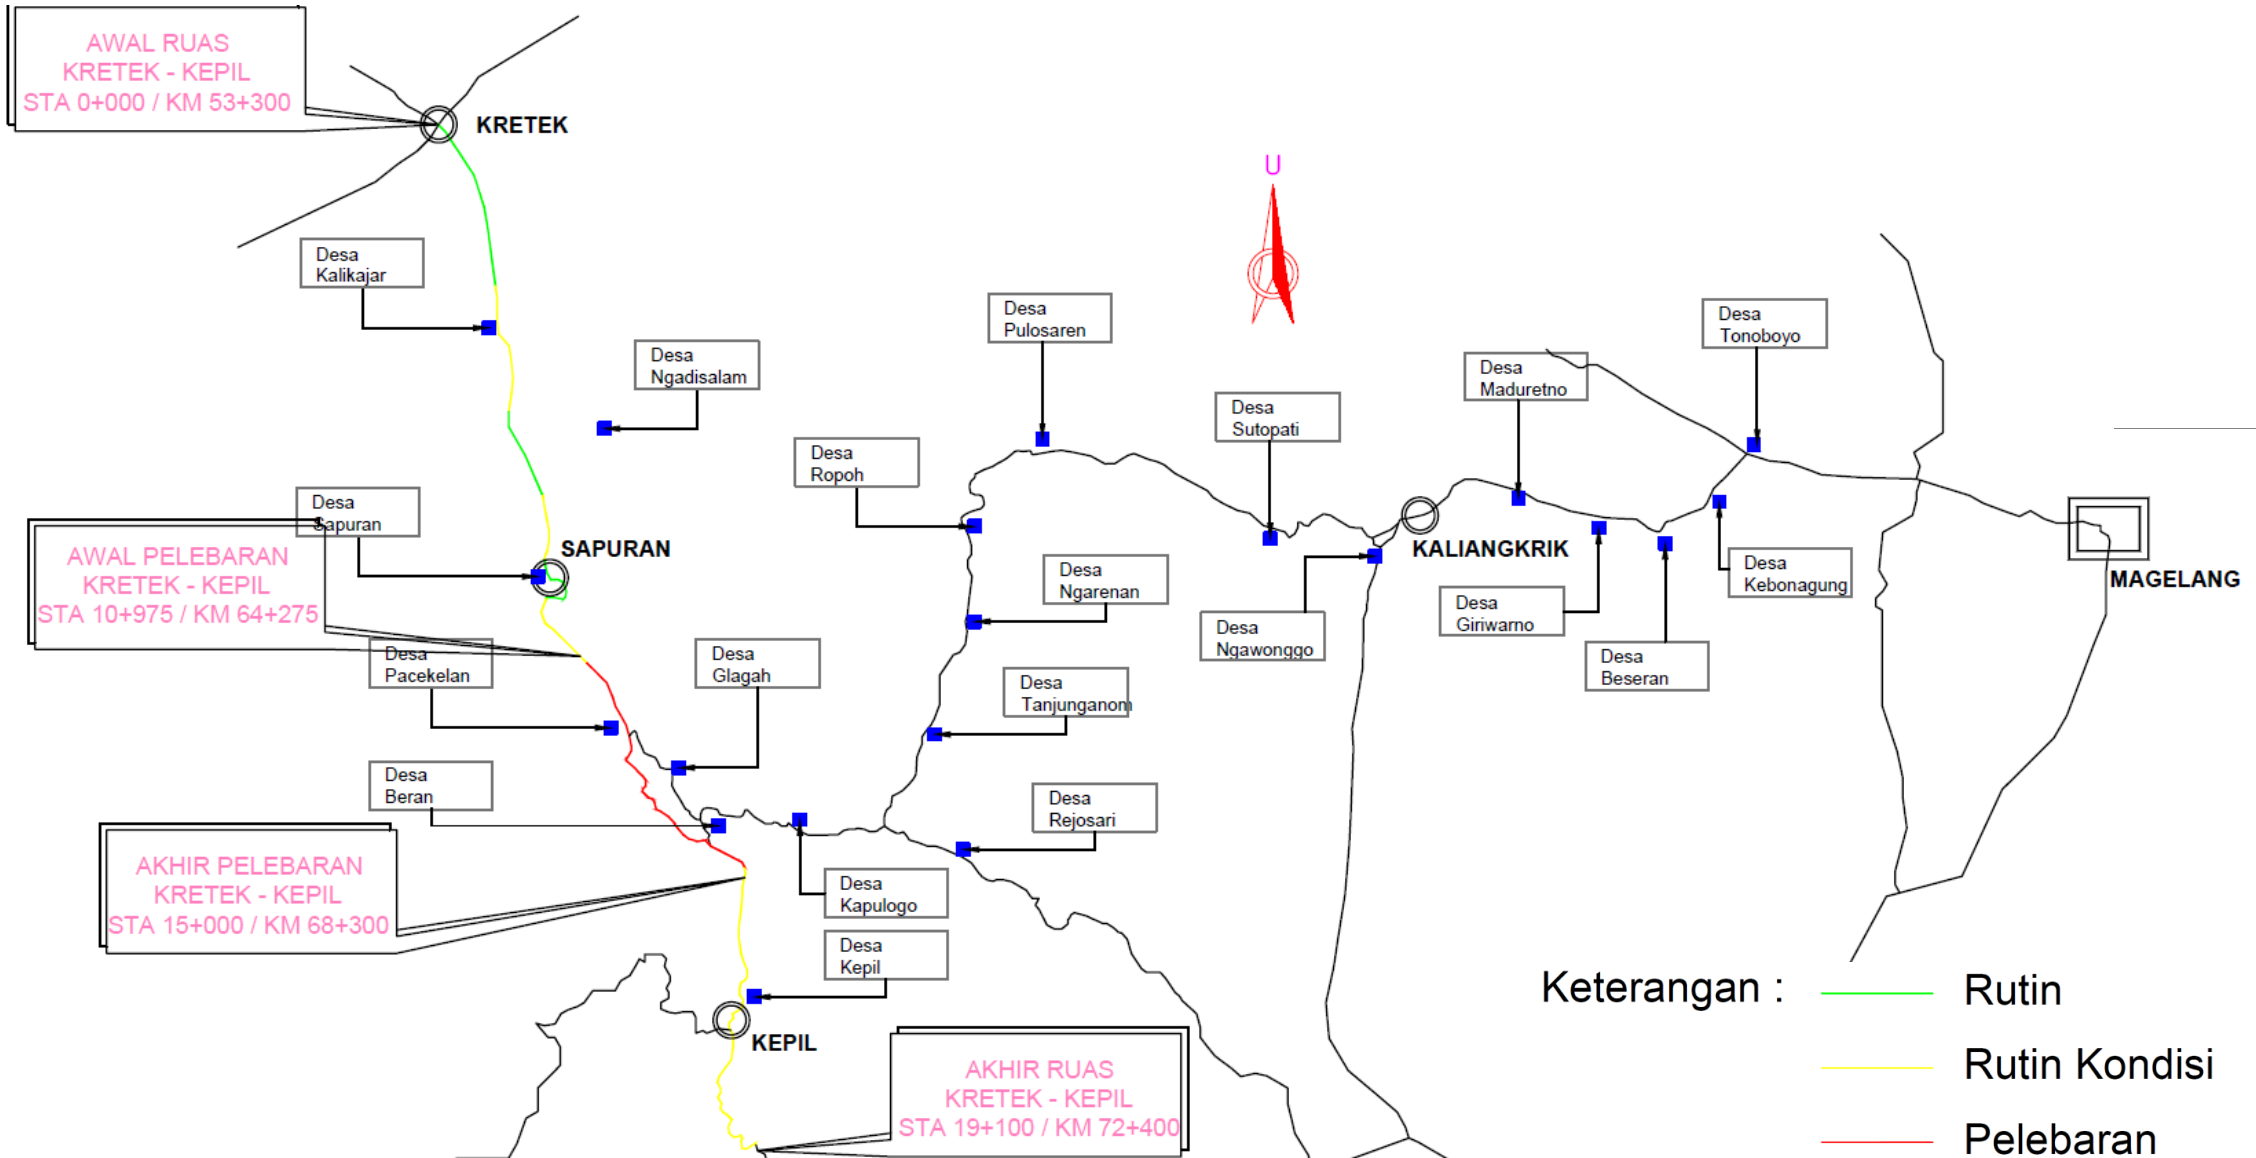 AWAL RUAS
KRETEK - KEPIL
STA 0+000 / KM 53+300
KRETEK
U
Desa
Kalikajar
Desa
Ngadisalam
Desa
Pulosaren
Desa
Tonoboyo
Desa
Maduretno
Desa
Sutopati
Desa
Ropoh
Desa
Sapuran
AWAL PELEBARAN
KRETEK - KEPIL
STA 10+975 / KM 64+275
SAPURAN
KALIANGKRIK
Desa
Ngarenan
Desa
Kebonagung
MAGELANG
Desa
Giriwarno
Desa
Ngawonggo
Desa
Beseran
Desa
Pacekelan
Desa
Glagah
Desa
Tanjunganom
Desa
Beran
Desa
Rejosari
AKHIR PELEBARAN
KRETEK - KEPIL
STA 15+000 / KM 68+300
Desa
Kapulogo
Desa
Kepil
KEPIL
AKHIR RUAS
KRETEK - KEPIL
STA 19+100 / KM 72+400
Keterangan :
Rutin
Rutin Kondisi
Pelebaran